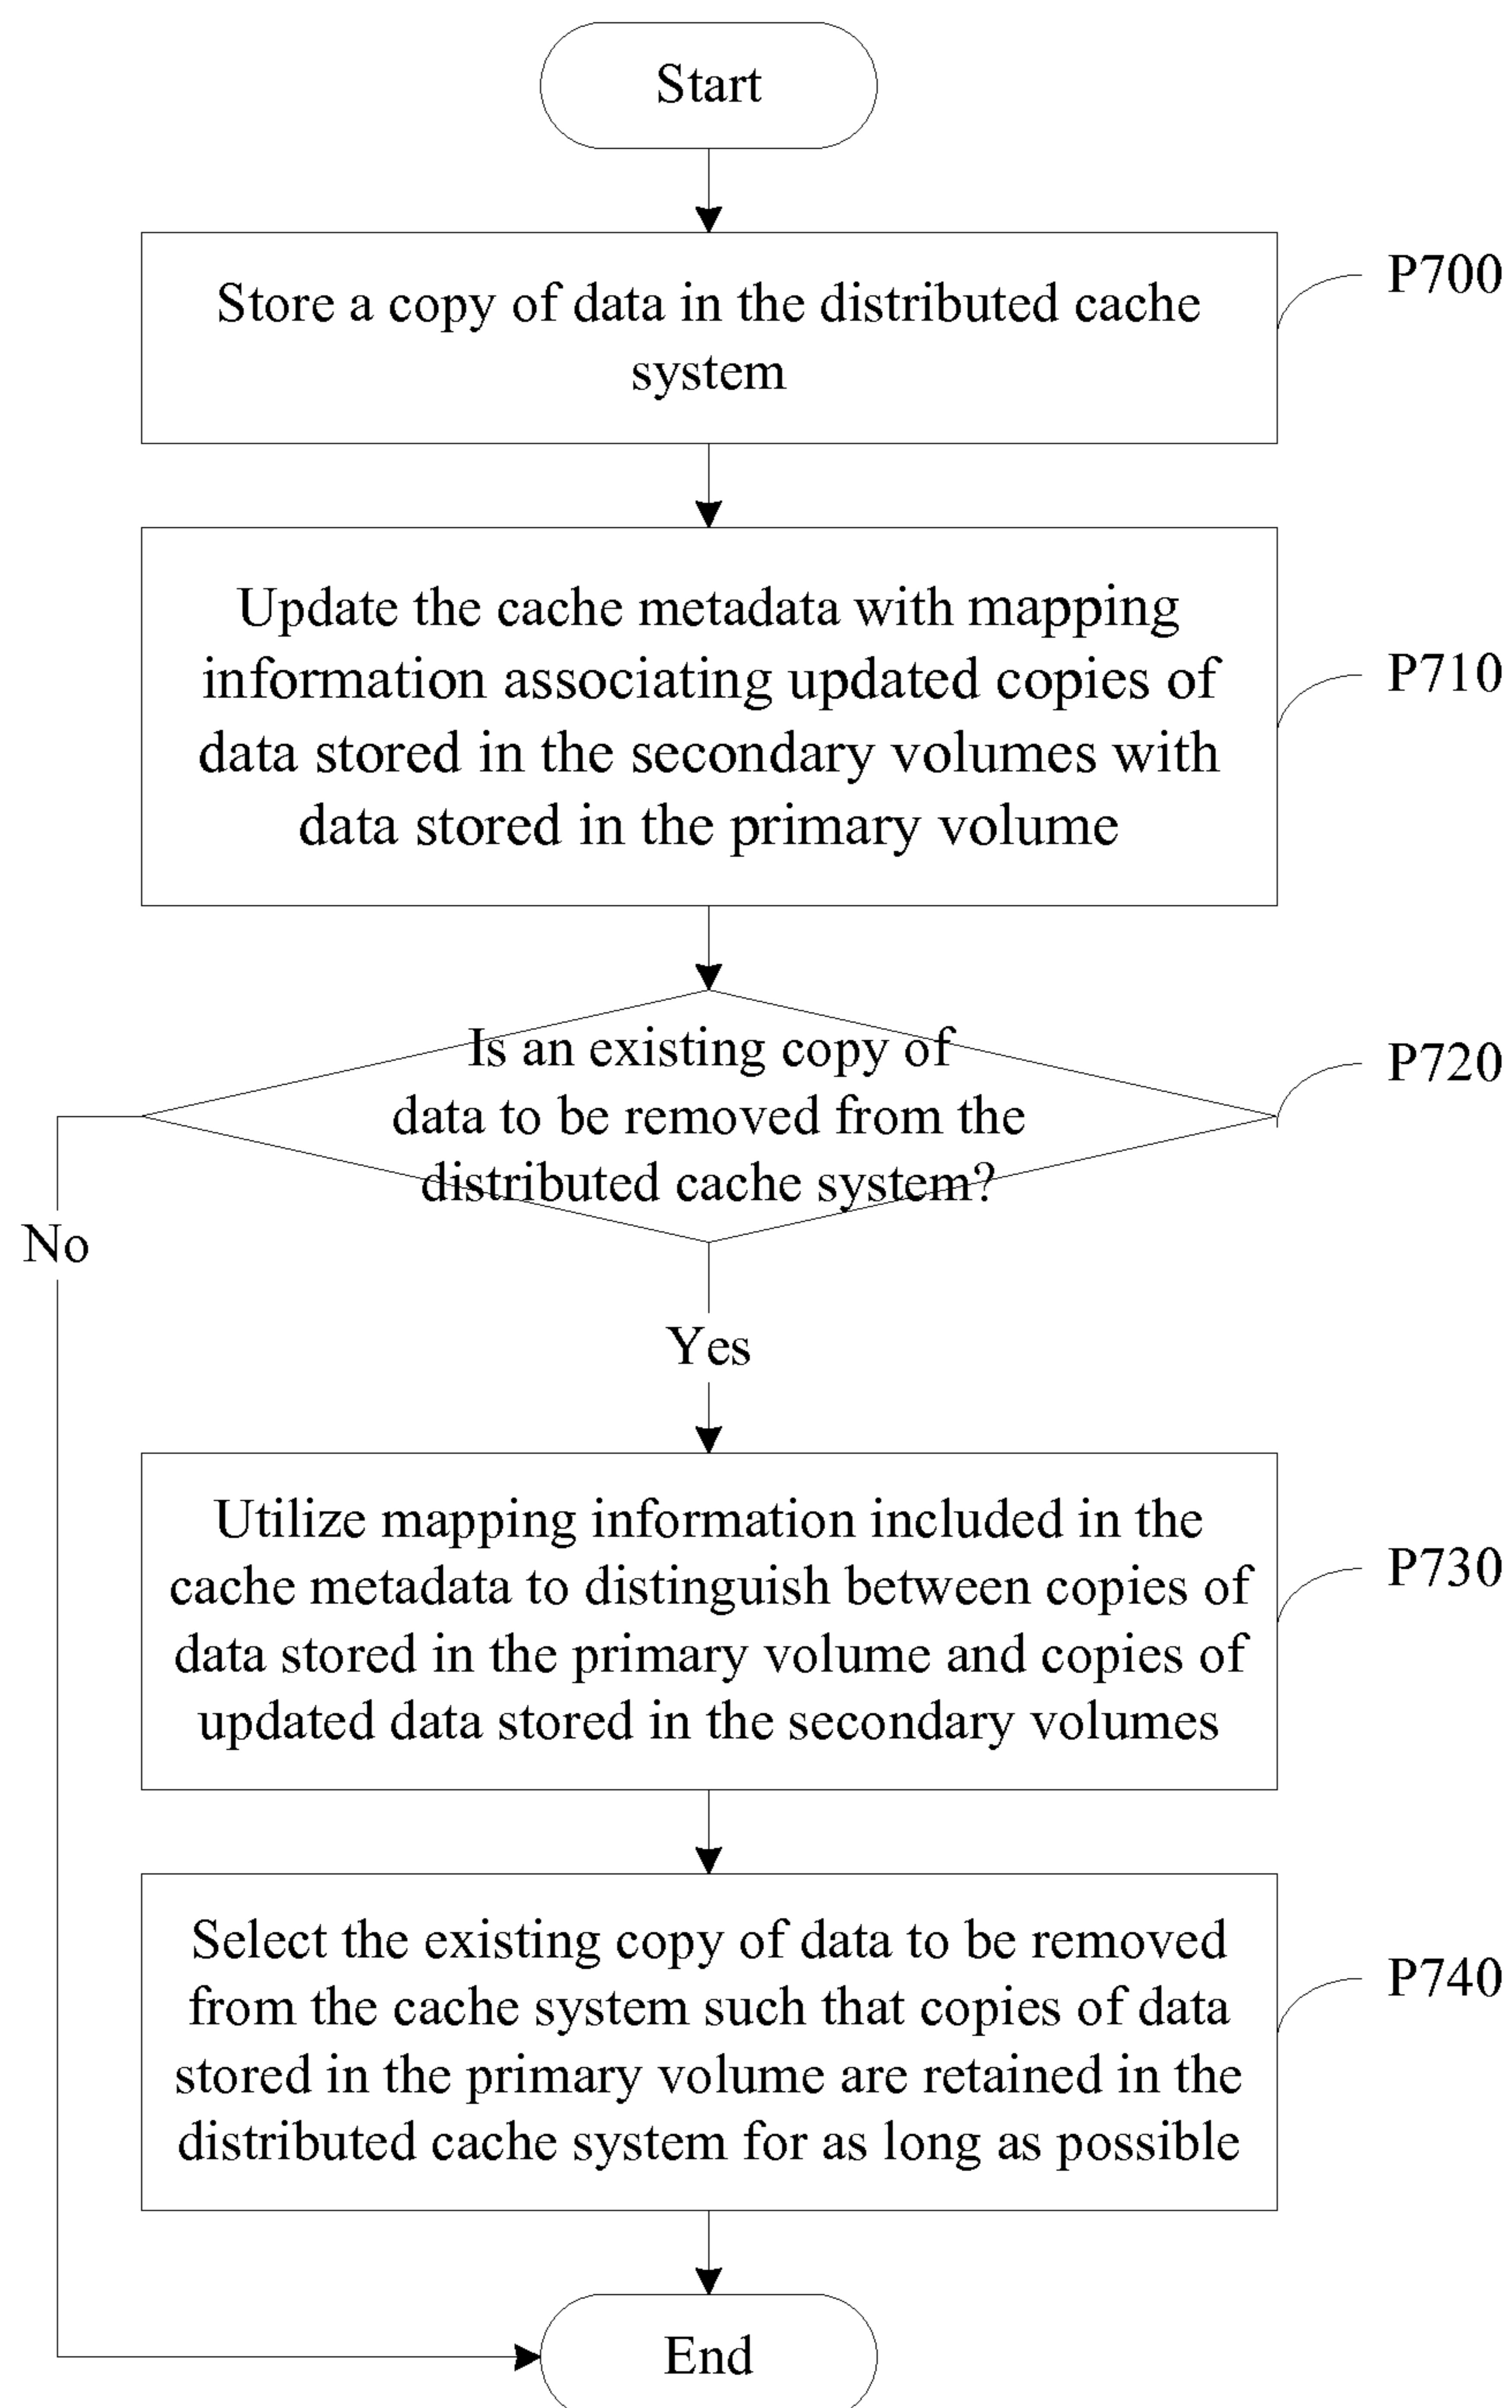 Start
Store a copy of data in the distributed cache
system
P700
Update the cache metadata with mapping
information associating updated copies of
data stored in the secondary volumes with
data stored in the primary volume
P710
Is an existing copy of
data to be removed from the
distributed cache system?
P720
No
Yes
Utilize mapping information included in the
cache metadata to distinguish between copies of
data stored in the primary volume and copies of
updated data stored in the secondary volumes
P730
Select the existing copy of data to be removed
from the cache system such that copies of data
stored in the primary volume are retained in the
distributed cache system for as long as possible
P740
End